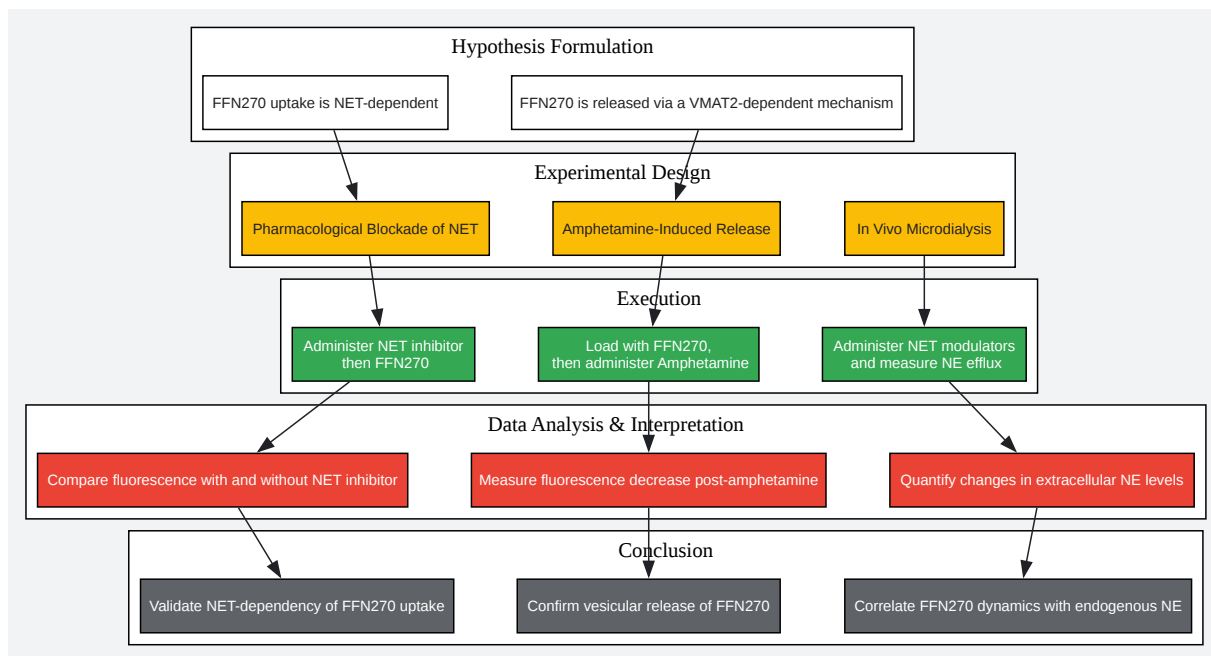 Hypothesis Formulation
FFN270 uptake is NET-dependent
FFN270 is released via a VMAT2-dependent mechanism
Experimental Design
Pharmacological Blockade of NET
Amphetamine-Induced Release
In Vivo Microdialysis
Execution
Administer NET inhibitor
then FFN270
Load with FFN270,
then administer Amphetamine
Administer NET modulators
and measure NE efflux
Data Analysis & Interpretation
Compare fluorescence with and without NET inhibitor
Measure fluorescence decrease post-amphetamine
Quantify changes in extracellular NE levels
Conclusion
Validate NET-dependency of FFN270 uptake
Confirm vesicular release of FFN270
Correlate FFN270 dynamics with endogenous NE